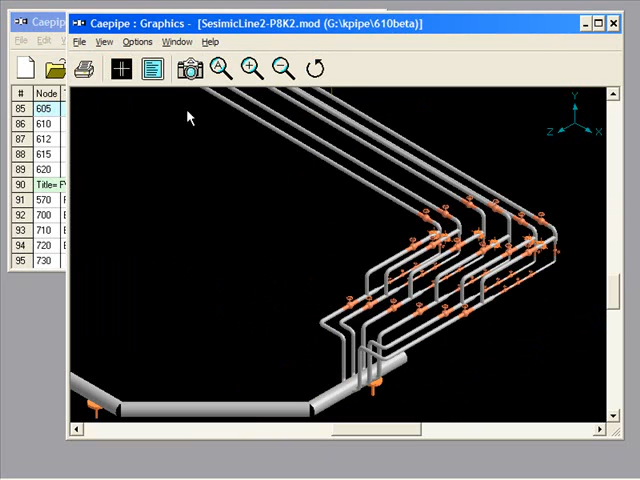 Caep
Caepipe : Graphics - [SesimicLine2-P8K2.mod (G:\kpipe\610beta)]
File Edit V
File View Options Window Help
# Node
85 605
86 610
87 612
88 615
89 620
90 Title= F
91 570
92 700
93 710
94 720
95 730
Y
Z X